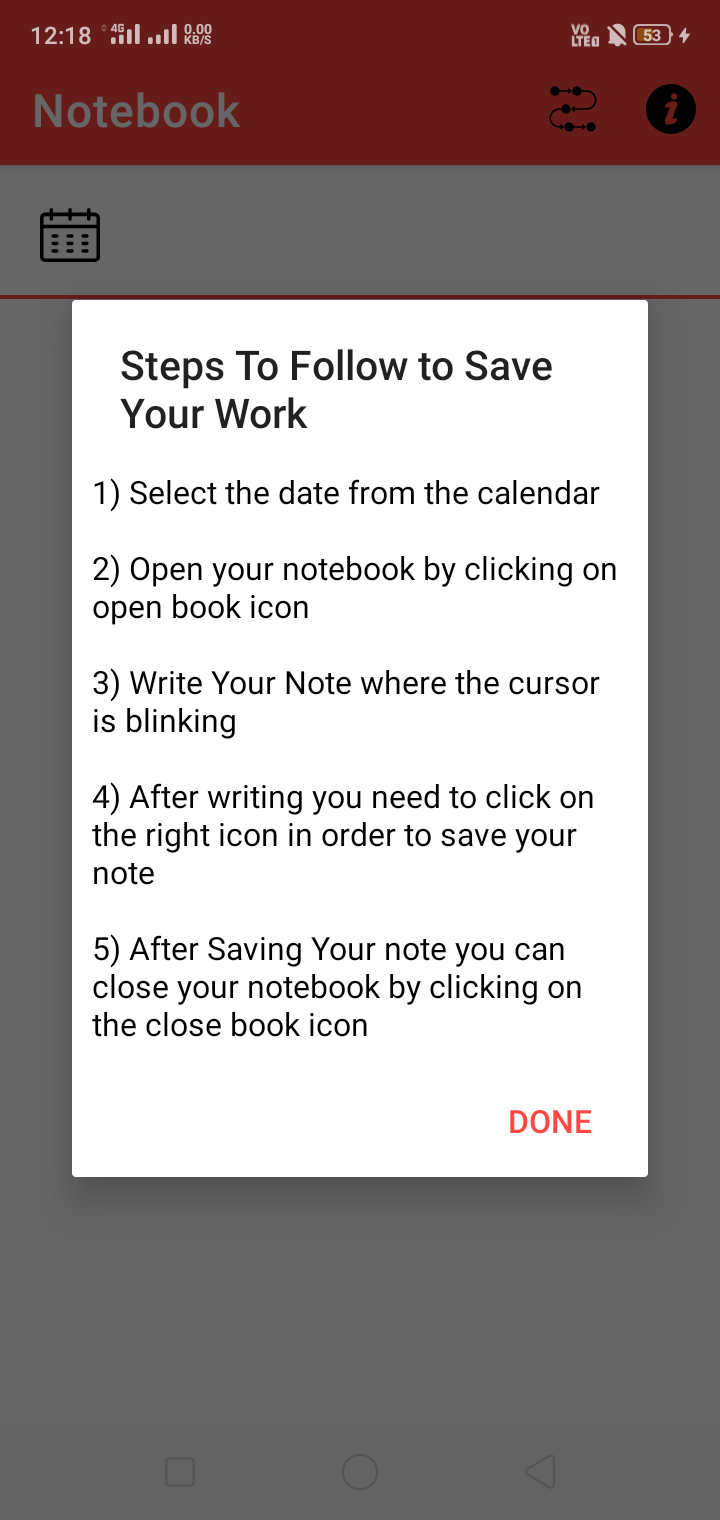 12:18 4G 0.00 KB/S VO LTE1 53
Notebook
Steps To Follow to Save
Your Work
1) Select the date from the calendar
2) Open your notebook by clicking on
open book icon
3) Write Your Note where the cursor
is blinking
4) After writing you need to click on
the right icon in order to save your
note
5) After Saving Your note you can
close your notebook by clicking on
the close book icon
DONE